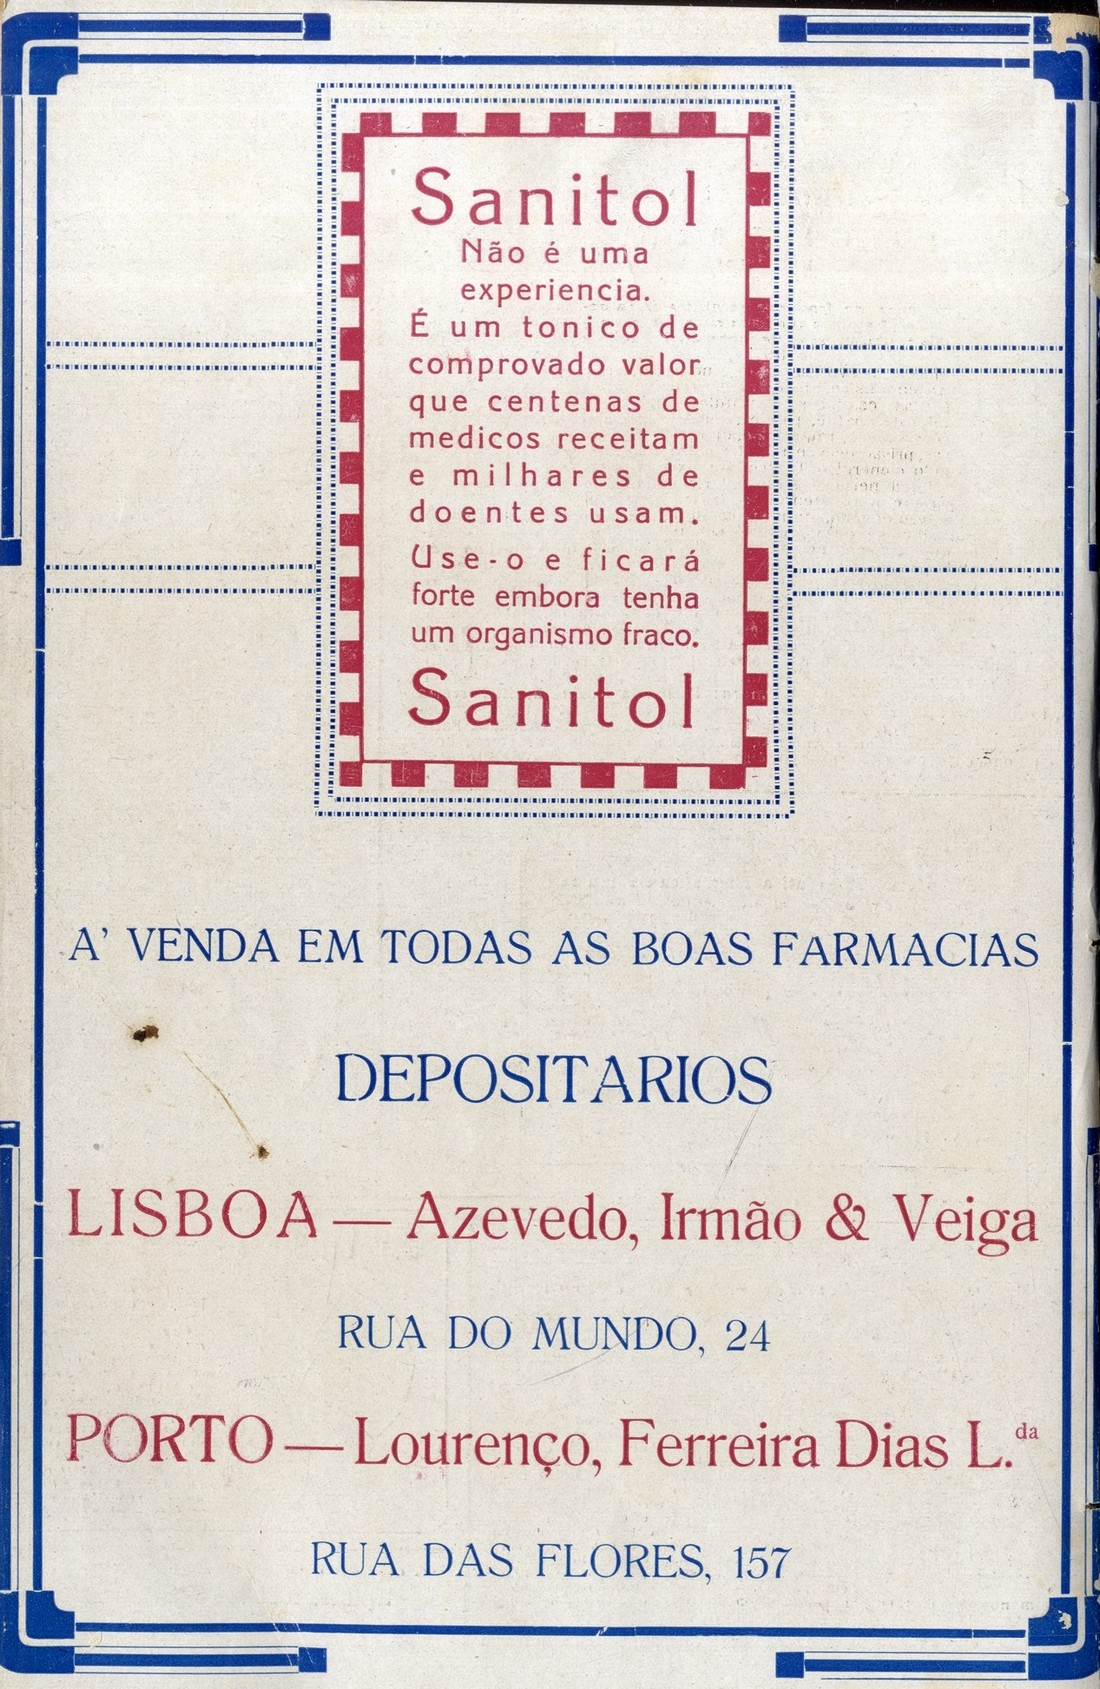 Sanitol
Não é uma
experiencia.
É um tonico de
comprovado valor
que centenas de
medicos receitam
e milhares de
doentes usam.
Use-o e ficará
forte embora tenha
um organismo fraco.
Sanitol
A' VENDA EM TODAS AS BOAS FARMACIAS
DEPOSITARIOS
LISBOA — Azevedo, Irmão & Veiga
RUA DO MUNDO, 24
PORTO — Lourenço, Ferreira Dias L.da
RUA DAS FLORES, 157